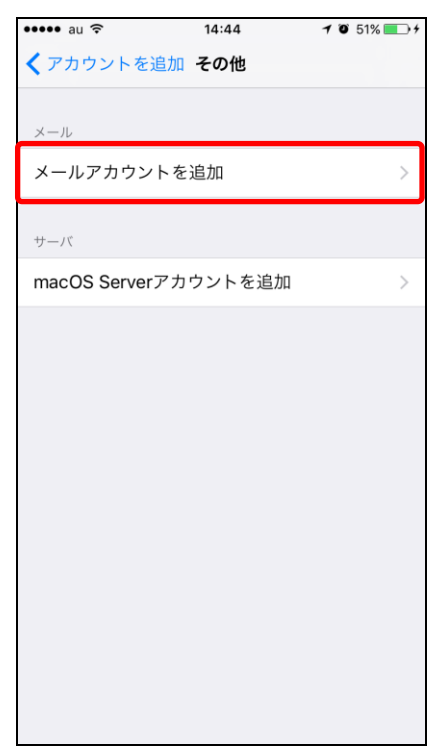 au 14:44 51%
アカウントを追加 その他
メール
メールアカウントを追加
サーバ
macOS Serverアカウントを追加